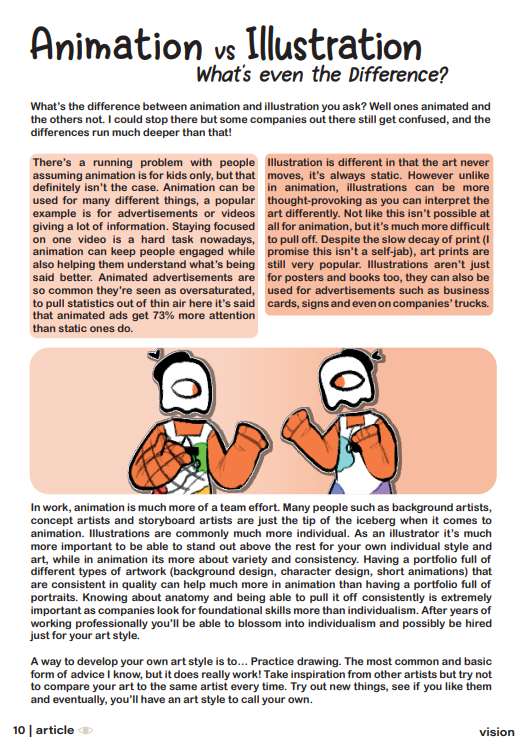 Animation vs Illustration
What's even the Difference?
What's the difference between animation and illustration you ask? Well ones animated and
the others not. I could stop there but some companies out there still get confused, and the
differences run much deeper than that!
There's a running problem with people
assuming animation is for kids only, but that
definitely isn't the case. Animation can be
used for many different things, a popular
example is for advertisements or videos
giving a lot of information. Staying focused
on one video is a hard task nowadays,
animation can keep people engaged while
also helping them understand what's being
said better. Animated advertisements are
so common they're seen as oversaturated,
to pull statistics out of thin air here it's said
that animated ads get 73% more attention
than static ones do.
Illustration is different in that the art never
moves, it's always static. However unlike
in animation, illustrations can be more
thought-provoking as you can interpret the
art differently. Not like this isn't possible at
all for animation, but it's much more difficult
to pull off. Despite the slow decay of print (I
promise this isn't a self-jab), art prints are
still very popular. Illustrations aren't just
for posters and books too, they can also be
used for advertisements such as business
cards, signs and even on companies' trucks.
In work, animation is much more of a team effort. Many people such as background artists,
concept artists and storyboard artists are just the tip of the iceberg when it comes to
animation. Illustrations are commonly much more individual. As an illustrator it's much
more important to be able to stand out above the rest for your own individual style and
art, while in animation its more about variety and consistency. Having a portfolio full of
different types of artwork (background design, character design, short animations) that
are consistent in quality can help much more in animation than having a portfolio full of
portraits. Knowing about anatomy and being able to pull it off consistently is extremely
important as companies look for foundational skills more than individualism. After years of
working professionally you'll be able to blossom into individualism and possibly be hired
just for your art style.
A way to develop your own art style is to... Practice drawing. The most common and basic
form of advice I know, but it does really work! Take inspiration from other artists but try not
to compare your art to the same artist every time. Try out new things, see if you like them
and eventually, you'll have an art style to call your own.
10 | article
vision